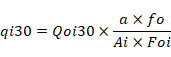 qi30 = Qoi30 × a × fo / Ai × Foi